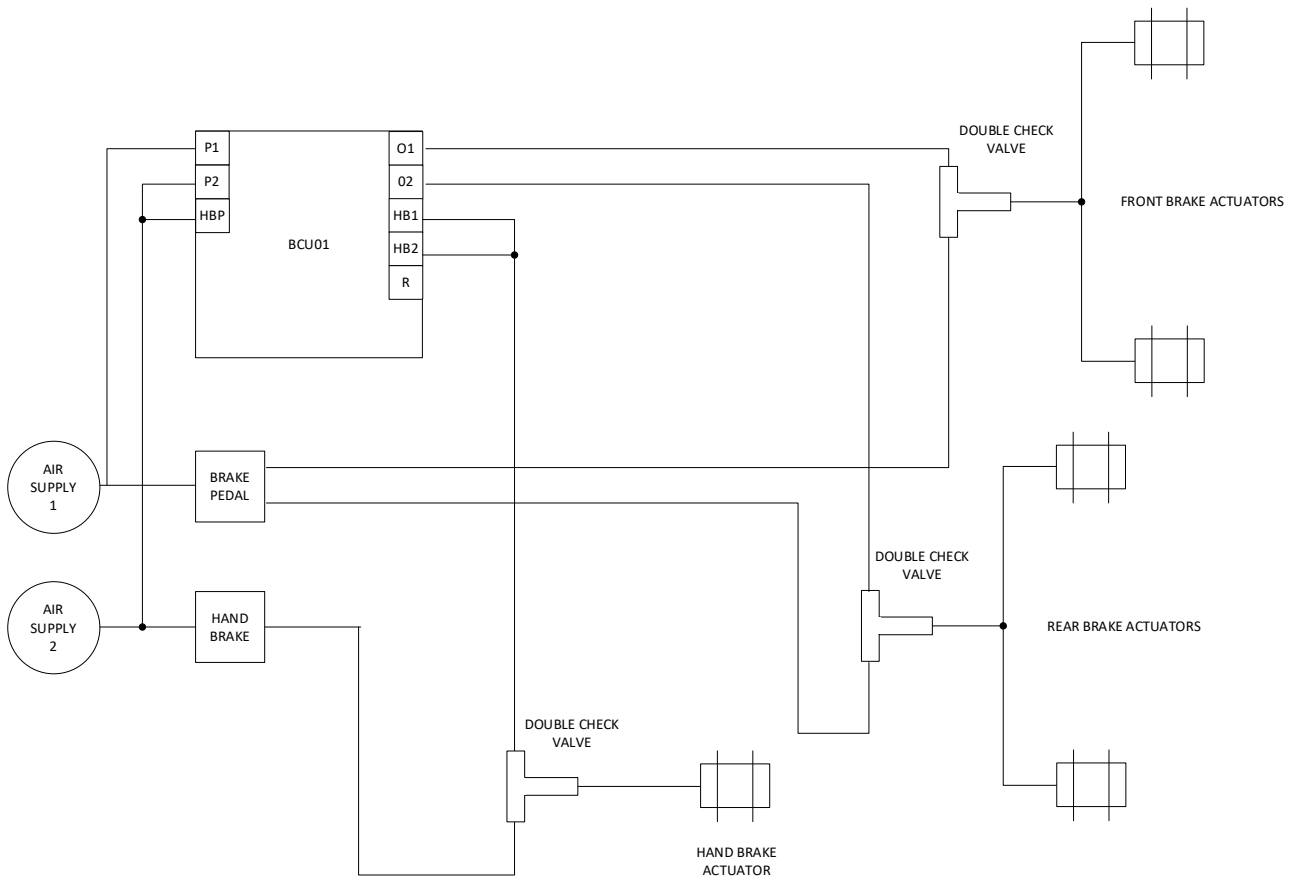 DOUBLE CHECK
VALVE
P1
O1
P2
02
HBP
HB1
FRONT BRAKE ACTUATORS
BCU01
HB2
R
AIR
SUPPLY
1
BRAKE
PEDAL
DOUBLE CHECK
VALVE
AIR
SUPPLY
2
HAND
BRAKE
REAR BRAKE ACTUATORS
DOUBLE CHECK
VALVE
HAND BRAKE
ACTUATOR